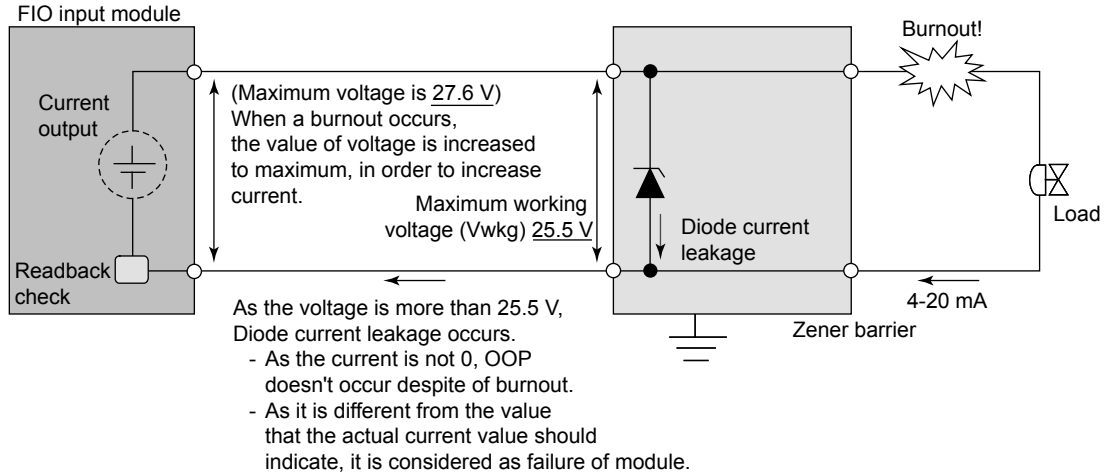 FIO input module
Current
output
Readback
check
(Maximum voltage is 27.6 V)
When a burnout occurs,
the value of voltage is increased
to maximum, in order to increase
current.
Maximum working
voltage (Vwkg) 25.5 V
Diode current
leakage
Burnout!
Load
4-20 mA
Zener barrier
As the voltage is more than 25.5 V,
Diode current leakage occurs.
- As the current is not 0, OOP
doesn't occur despite of burnout.
- As it is different from the value
that the actual current value should
indicate, it is considered as failure of module.